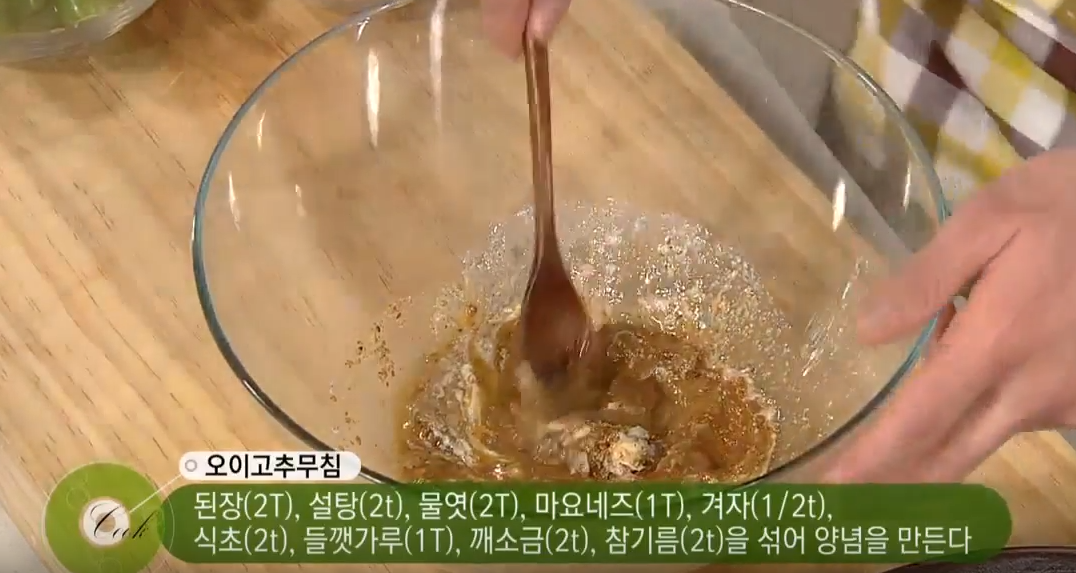 오이고추무침
된장(2T), 설탕(2t), 물엿(2T), 마요네즈(1T), 겨자(1/2t),
식초(2t), 들깻가루(1T), 깨소금(2t), 참기름(2t)을 섞어 양념을 만든다
Cook